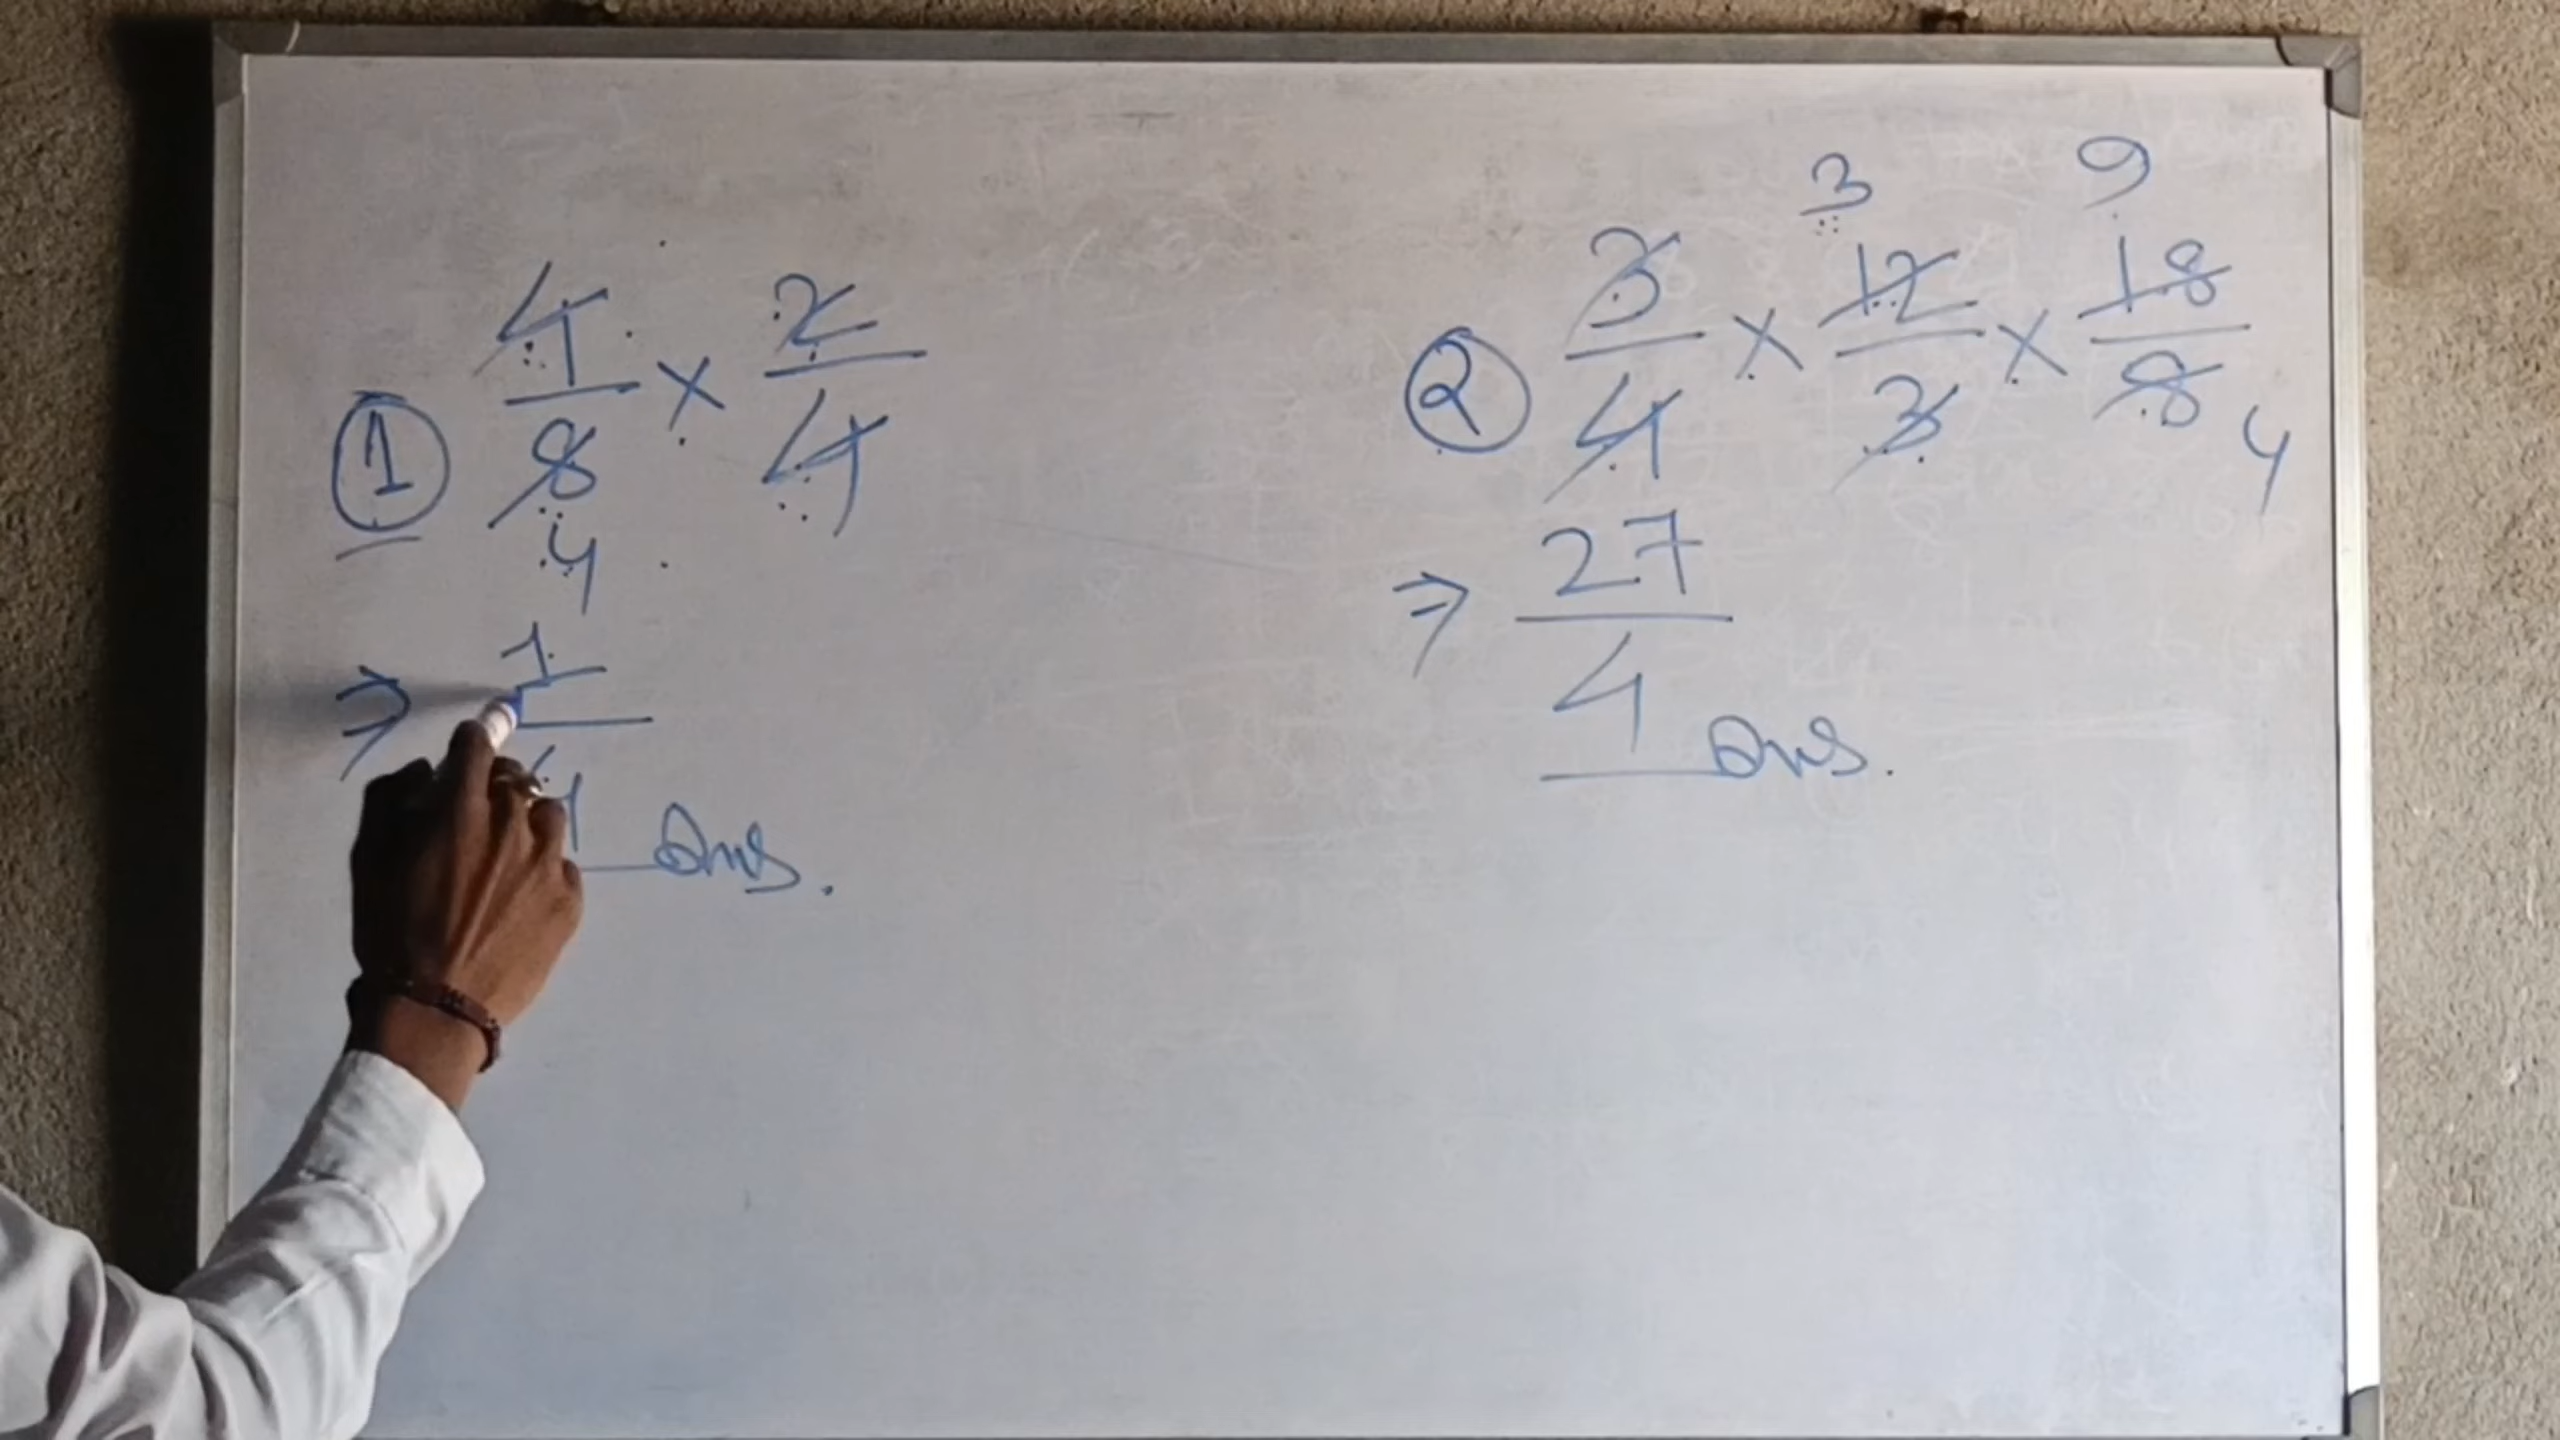 ① 4/8 × 2/4
4
⇒ 1/4 Ans.
3 9
② 3/4 × 12/3 × 18/8 4
⇒ 27/4 Ans.